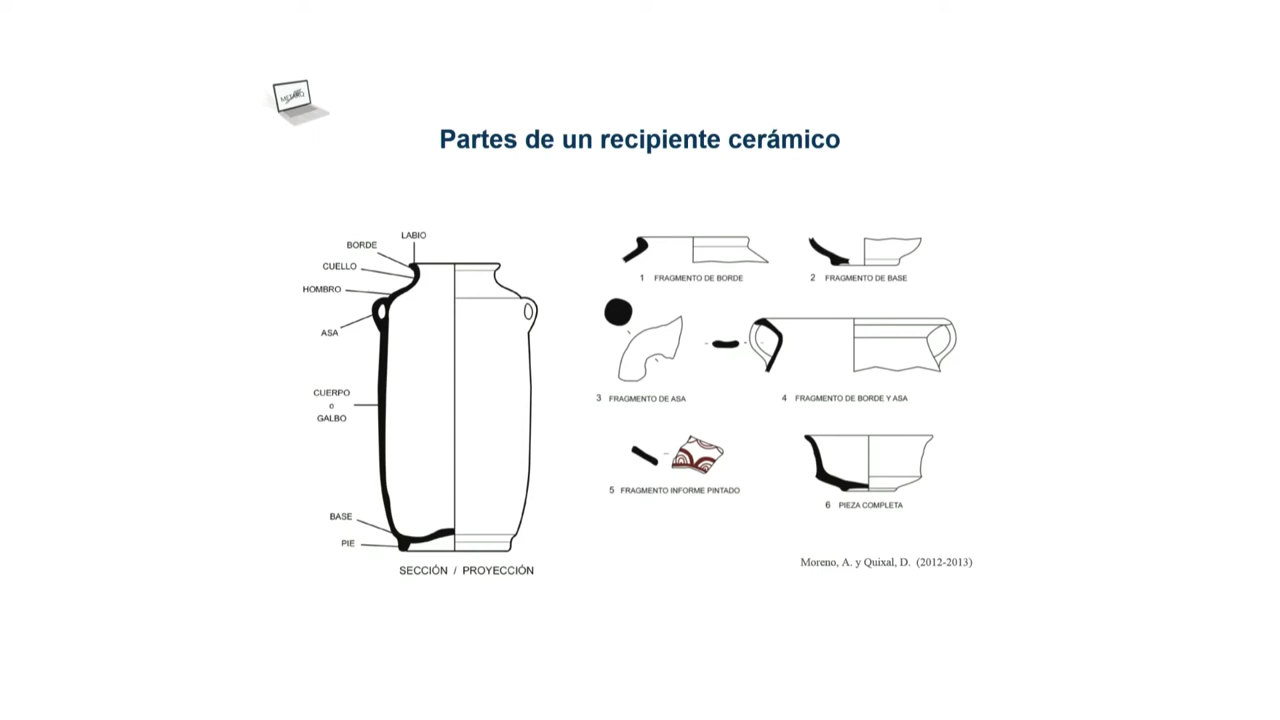 Partes de un recipiente cerámico
LABIO
BORDE
CUELLO
HOMBRO
ASA
CUERPO
o
GALBO
BASE
PIE
SECCIÓN / PROYECCIÓN
1 FRAGMENTO DE BORDE
2 FRAGMENTO DE BASE
3 FRAGMENTO DE ASA
4 FRAGMENTO DE BORDE Y ASA
5 FRAGMENTO INFORME PINTADO
6 PIEZA COMPLETA
Moreno, A. y Quixal, D. (2012-2013)